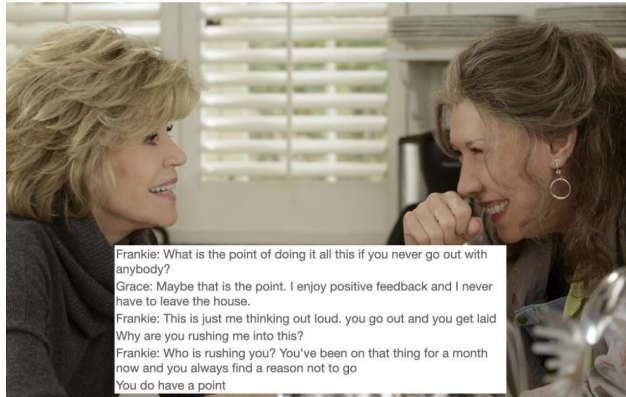 Frankie: What is the point of doing it all this if you never go out with
anybody?
Grace: Maybe that is the point. I enjoy positive feedback and I never
have to leave the house.
Frankie: This is just me thinking out loud. you go out and you get laid
Why are you rushing me into this?
Frankie: Who is rushing you? You've been on that thing for a month
now and you always find a reason not to go
You do have a point